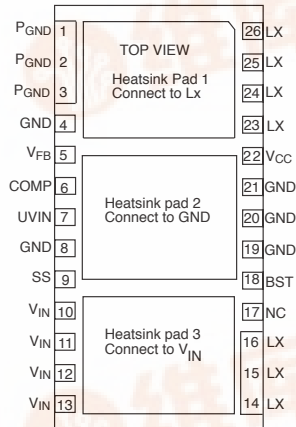 TOP VIEW
Heatsink Pad 1
Connect to Lx
Heatsink pad 2
Connect to GND
Heatsink pad 3
Connect to VIN
PGND 1
PGND 2
PGND 3
GND 4
VFB 5
COMP 6
UVIN 7
GND 8
SS 9
VIN 10
VIN 11
VIN 12
VIN 13
26 LX
25 LX
24 LX
23 LX
22 VCC
21 GND
20 GND
19 GND
18 BST
17 NC
16 LX
15 LX
14 LX